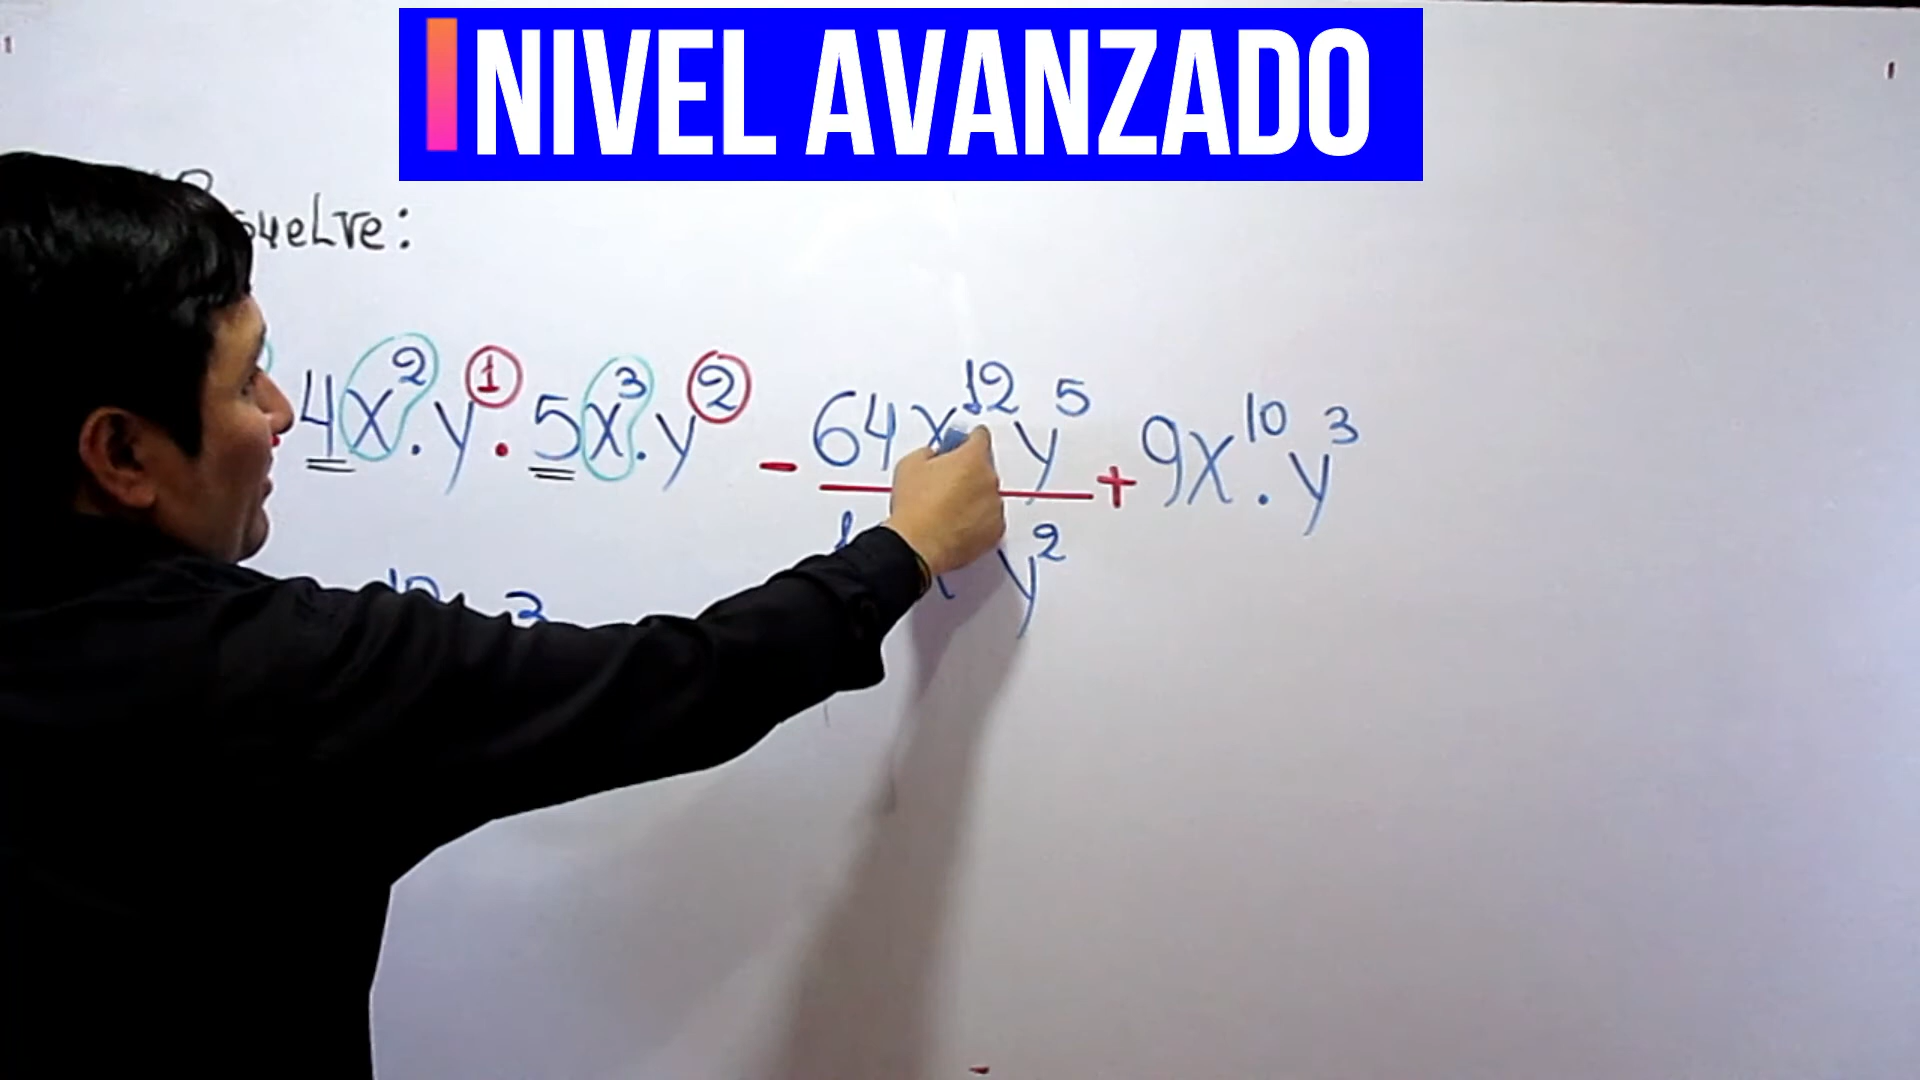 NIVEL AVANZADO
suelve:
4x².y¹ . 5x³.y² - 64x¹²y⁵ + 9x¹⁰.y³
y²